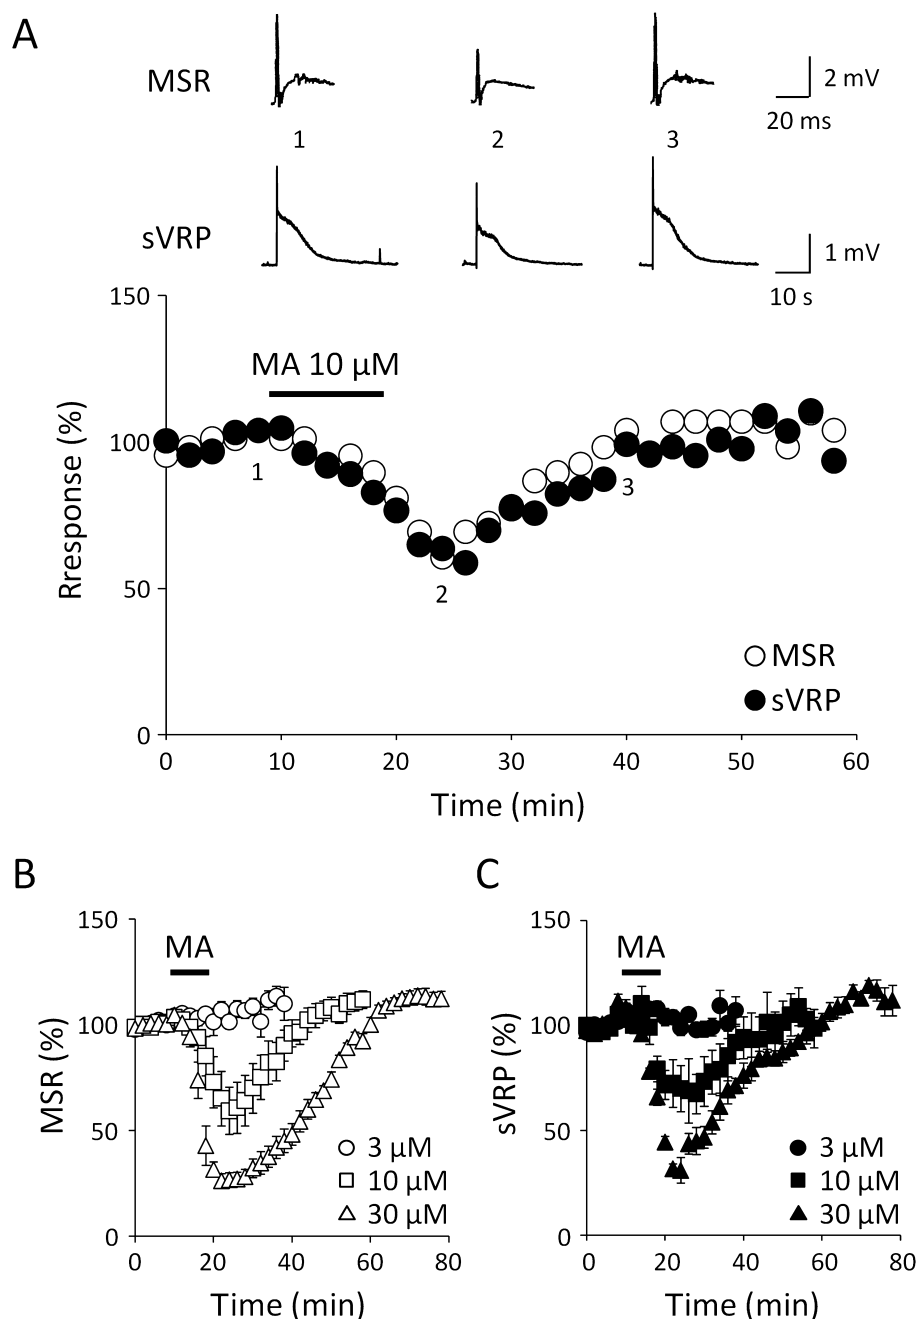 A
MSR
2 mV
20 ms
1 2 3
sVRP
1 mV
10 s
150
MA 10 µM
100
1
3
Rresponse (%)
50
2
MSR
sVRP
0
0 10 20 30 40 50 60
Time (min)
B
150
MA
100
MSR (%)
50
3 µM
10 µM
30 µM
0
0 20 40 60 80
Time (min)
C
150
MA
100
sVRP (%)
50
3 µM
10 µM
30 µM
0
0 20 40 60 80
Time (min)